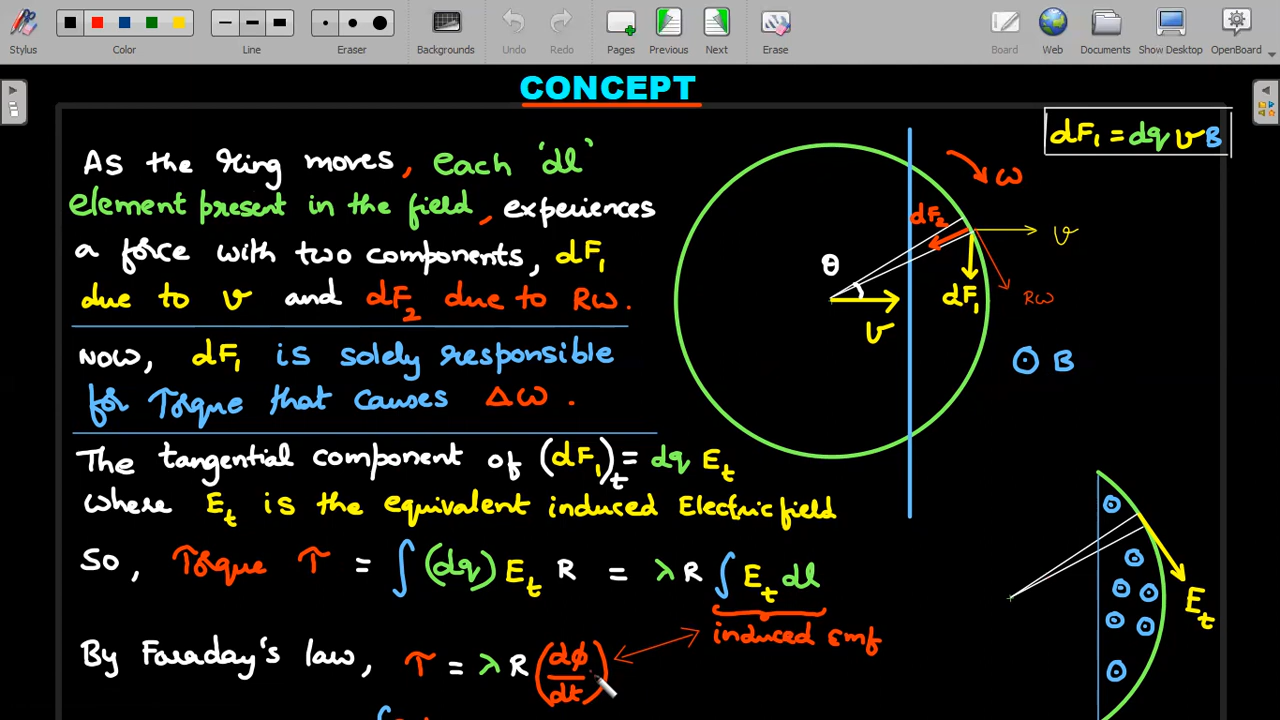 Stylus
Color
Line
Eraser
Backgrounds
Undo
Redo
Pages
Previous
Next
Erase
Board
Web
Documents
Show Desktop
OpenBoard
CONCEPT
dF₁ = dq v B
As the ring moves, each 'dl'
element present in the field, experiences
a force with two components, dF₁
due to v and dF₂ due to Rω.
Now, dF₁ is solely responsible
for Torque that causes Δω.
ω
dF₂
v
θ
dF₁
Rω
v
⊙ B
The tangential component of (dF₁)ₜ = dq Eₜ
where Eₜ is the equivalent induced Electric field
So, Torque τ = ∫ (dq) Eₜ R = λ R ∫ Eₜ dl
induced Emf
By Faraday's law, τ = λ R (dφ/dt)
Eₜ